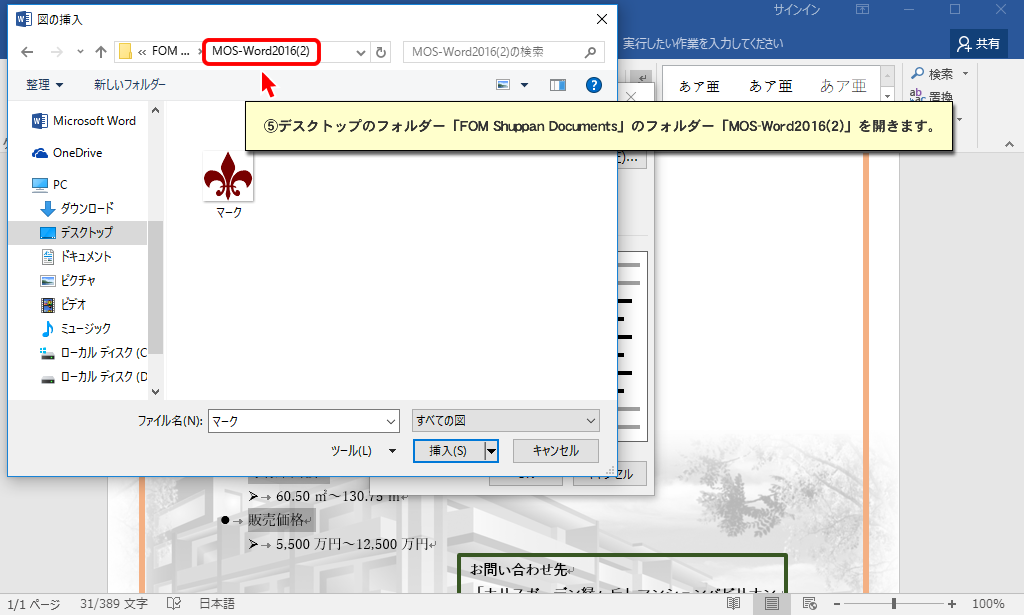 図の挿入
サインイン
« FOM ... › MOS-Word2016(2)
MOS-Word2016(2)の検索
実行したい作業を入力してください
共有
整理
新しいフォルダー
あア亜
あア亜
あア亜
検索
置換
⑤デスクトップのフォルダー「FOM Shuppan Documents」のフォルダー「MOS-Word2016(2)」を開きます。
Microsoft Word
OneDrive
PC
ダウンロード
デスクトップ
ドキュメント
ピクチャ
ビデオ
ミュージック
ローカル ディスク (C
ローカル ディスク (D
マーク
ファイル名(N):
マーク
すべての図
ツール(L)
挿入(S)
キャンセル
60.50 ㎡～130.75 ㎡
販売価格
5,500 万円～12,500 万円
お問い合わせ先
1/1 ページ
31/389 文字
日本語
100%